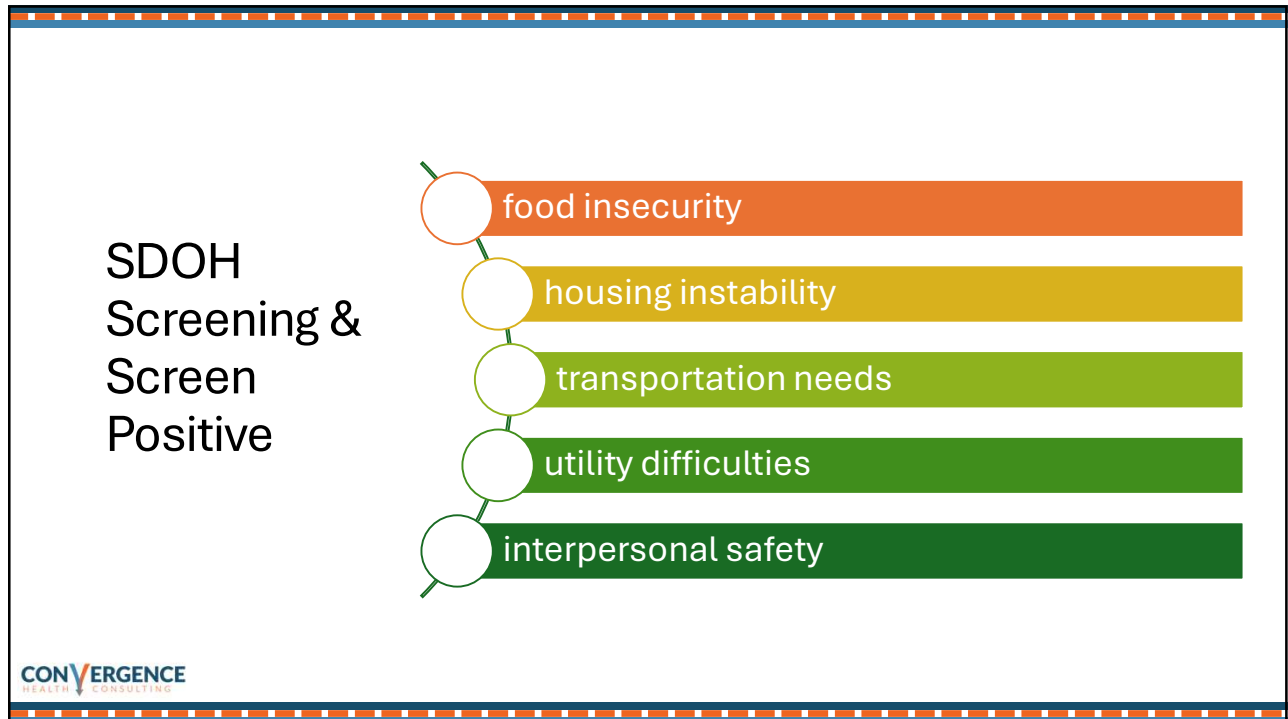 SDOH
Screening &
Screen
Positive
food insecurity
housing instability
transportation needs
utility difficulties
interpersonal safety
CONVERGENCE
HEALTH CONSULTING